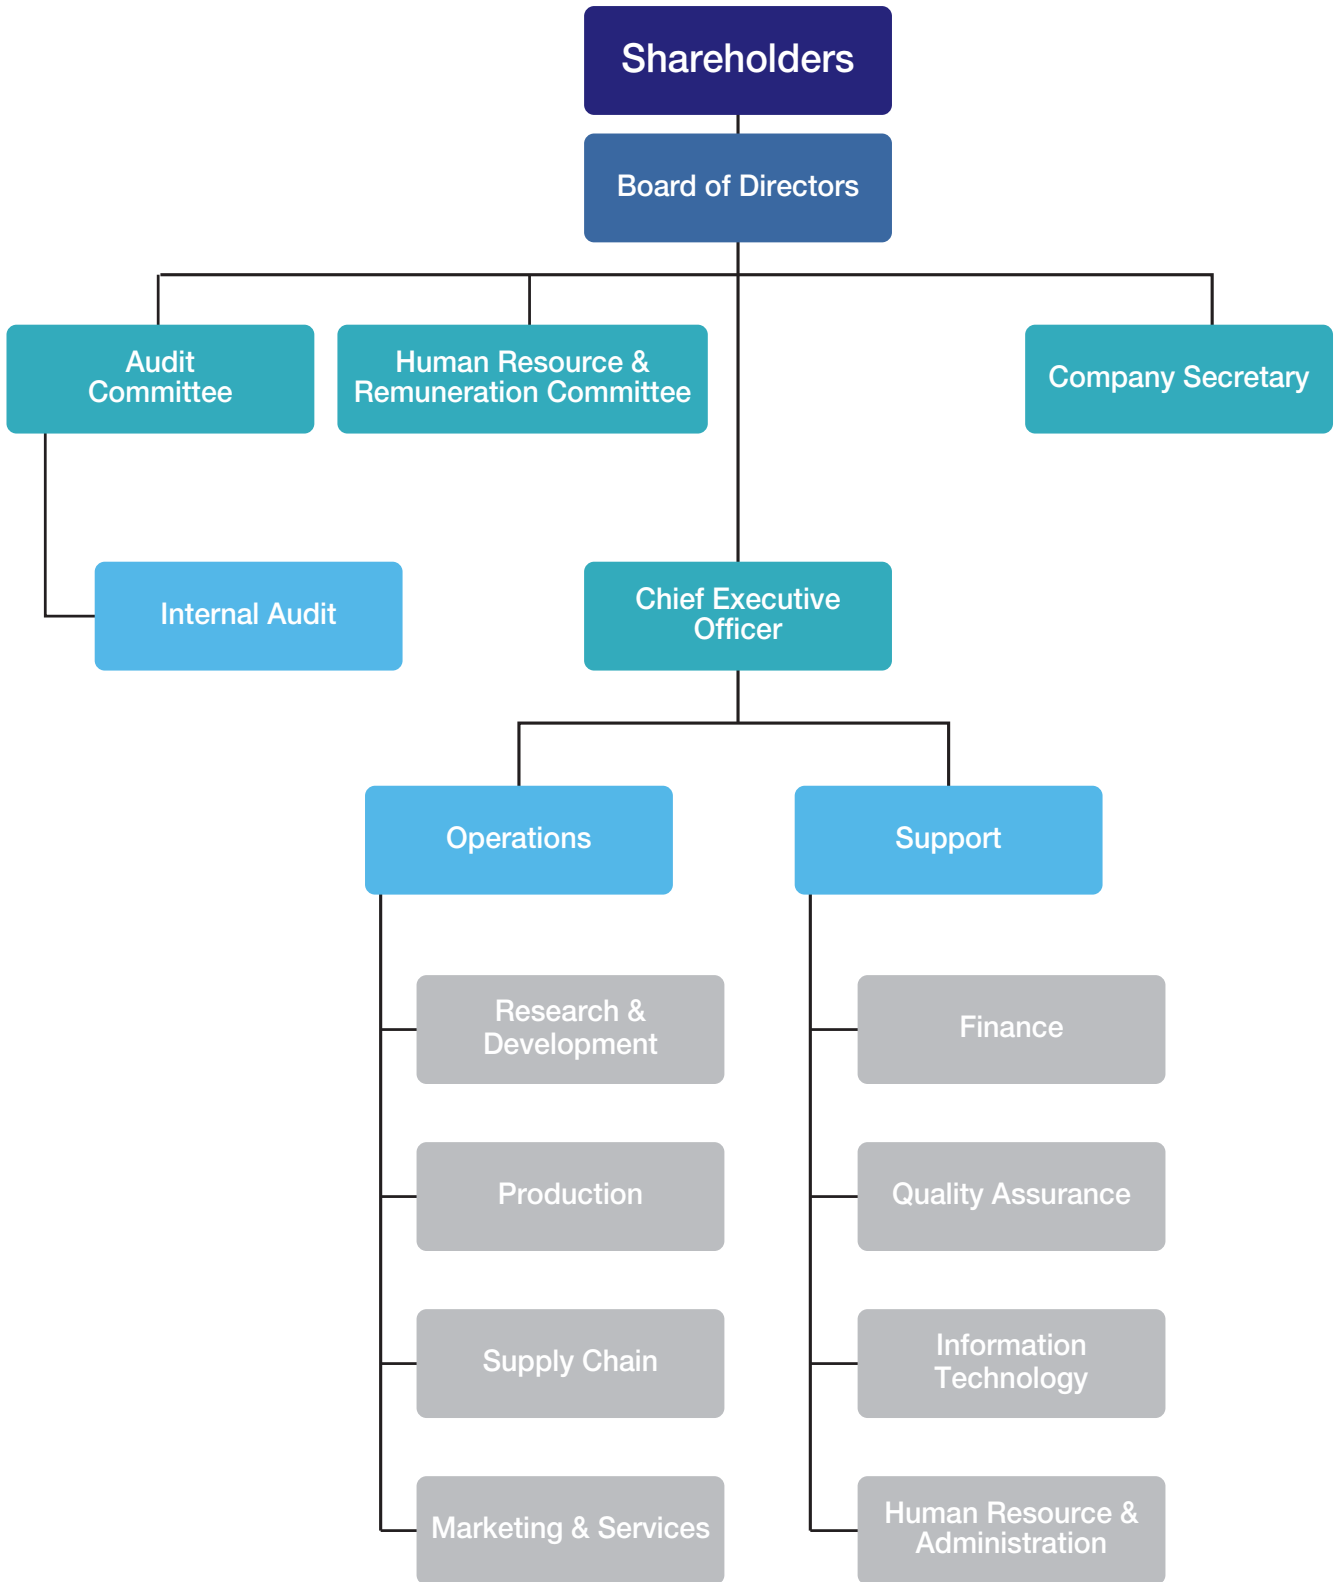 Shareholders
Board of Directors
Audit
Committee
Human Resource &
Remuneration Committee
Company Secretary
Internal Audit
Chief Executive
Officer
Operations
Support
Research &
Development
Finance
Production
Quality Assurance
Supply Chain
Information
Technology
Marketing & Services
Human Resource &
Administration